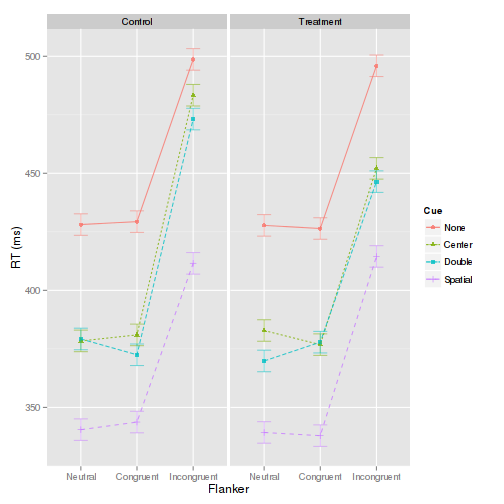 Control
Treatment
500
450
400
350
RT (ms)
Neutral
Congruent
Incongruent
Neutral
Congruent
Incongruent
Flanker
Cue
None
Center
Double
Spatial